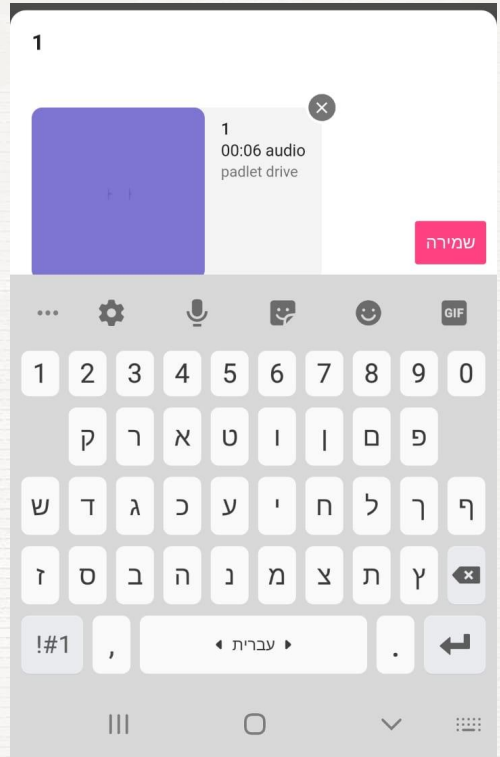 1
1
00:06 audio
padlet drive
שמירה
GIF
1 2 3 4 5 6 7 8 9 0
ק ר א ט ו ן ם פ
ש ד ג כ ע י ח ל ך ף
ז ס ב ה נ מ צ ת ץ
!#1 , עברית .